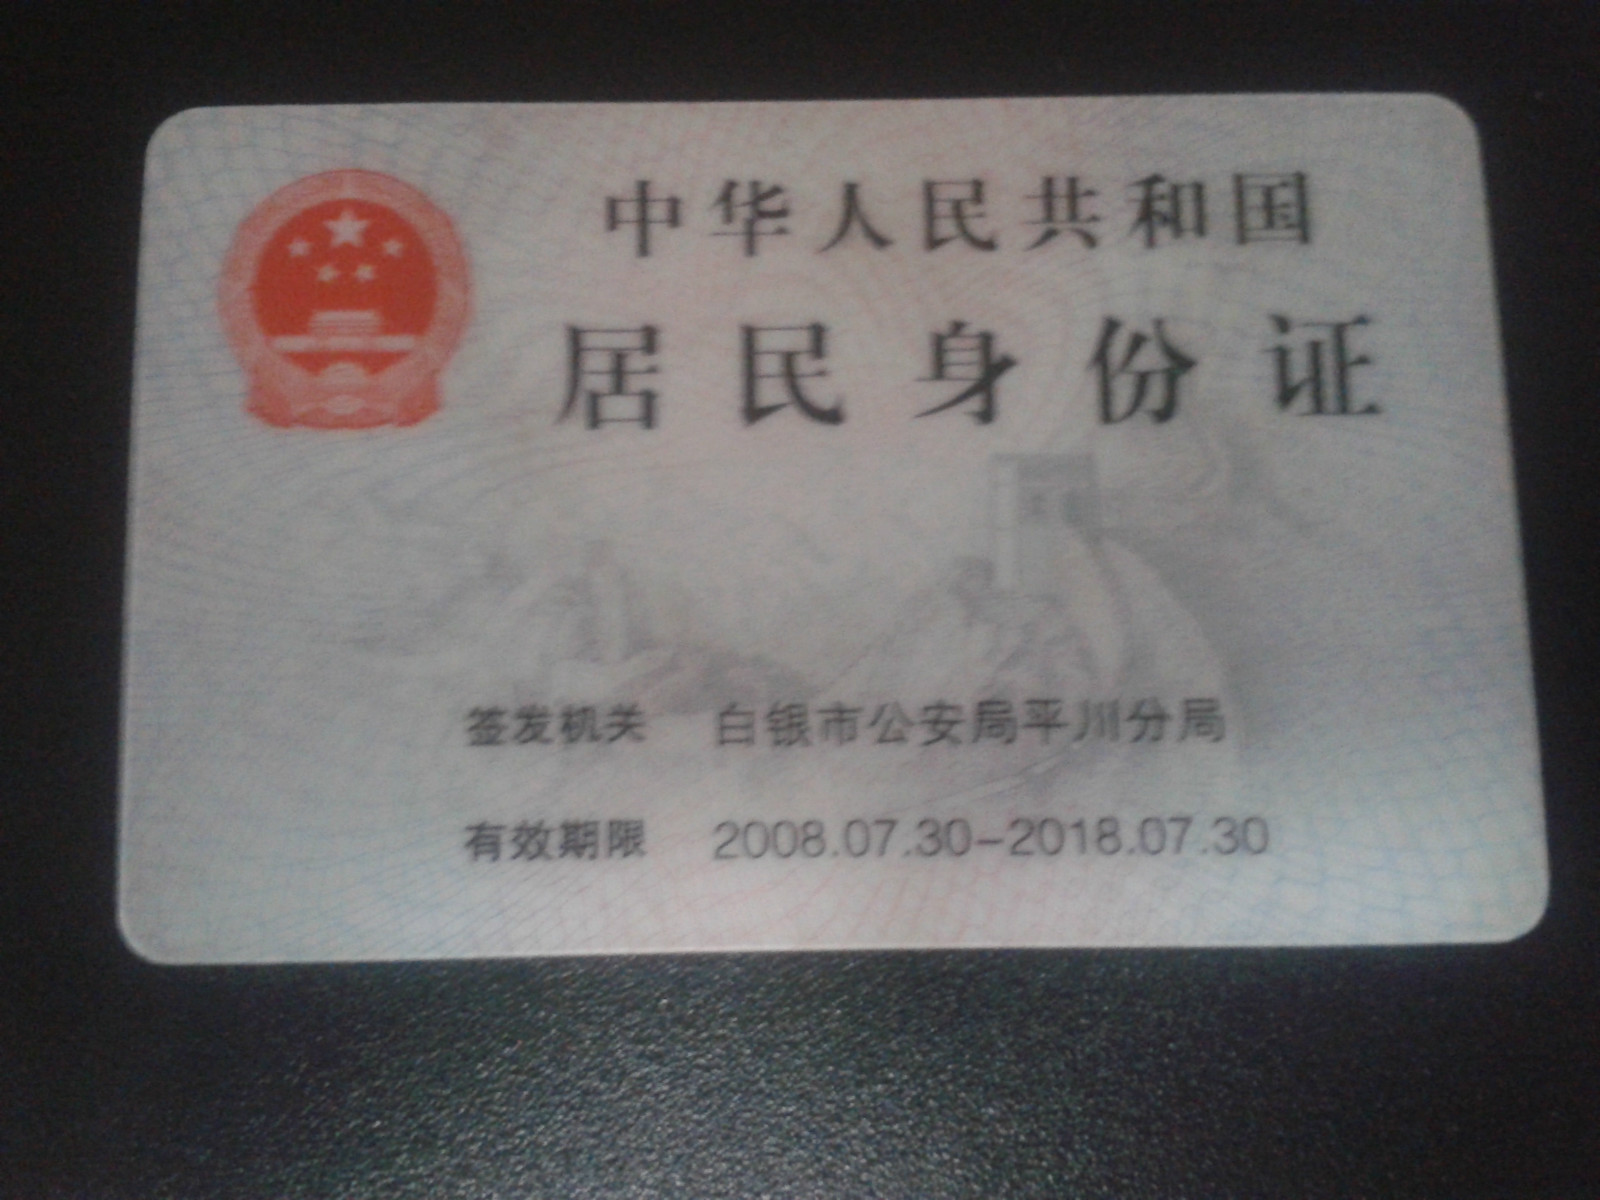 中华人民共和国
居民身份证
签发机关 白银市公安局平川分局
有效期限 2008.07.30-2018.07.30